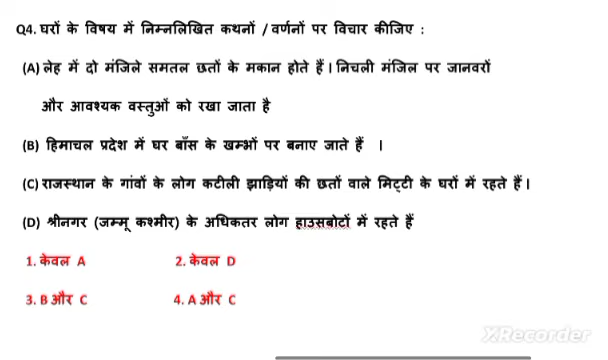 Q4. घरों के विषय में निम्नलिखित कथनों / वर्णनों पर विचार कीजिए :
(A) लेह में दो मंजिले समतल छतों के मकान होते हैं। निचली मंजिल पर जानवरों
और आवश्यक वस्तुओं को रखा जाता है
(B) हिमाचल प्रदेश में घर बाँस के खम्भों पर बनाए जाते हैं ।
(C) राजस्थान के गांवों के लोग कटीली झाड़ियों की छतों वाले मिट्टी के घरों में रहते हैं।
(D) श्रीनगर (जम्मू कश्मीर) के अधिकतर लोग हाउसबोटों में रहते हैं
1. केवल A 2. केवल D
3. B और C 4. A और C
XRecorder